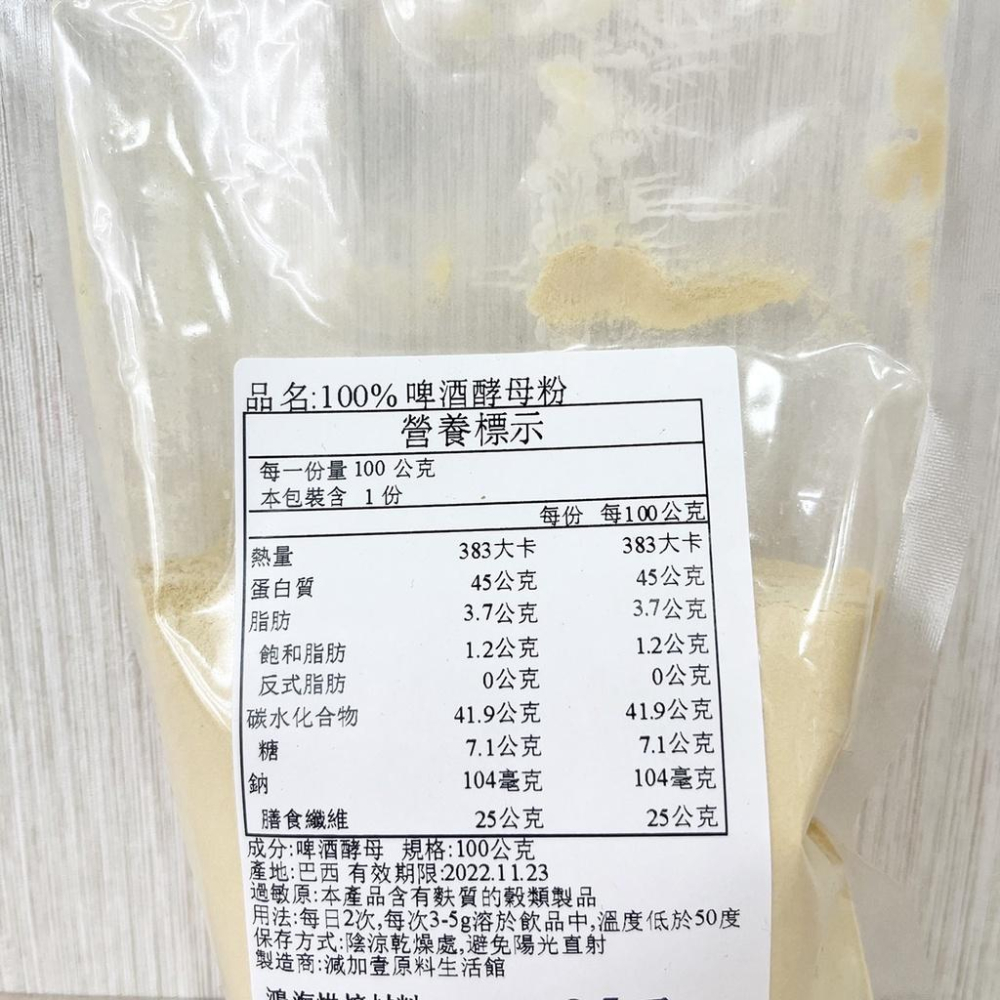 品 名:100% 啤酒酵母粉
營養標示
每一份量 100 公克
本包裝含 1 份
每份 每100公克
熱量 383大卡 383大卡
蛋白質 45公克 45公克
脂肪 3.7公克 3.7公克
飽和脂肪 1.2公克 1.2公克
反式脂肪 0公克 0公克
碳水化合物 41.9公克 41.9公克
糖 7.1公克 7.1公克
鈉 104毫克 104毫克
膳食纖維 25公克 25公克
成分:啤酒酵母 規格:100公克
產地:巴西 有效期限:2022.11.23
過敏原:本產品含有麩質的穀類製品
用法:每日2次,每次3-5g溶於飲品中,溫度低於50度
保存方式:陰涼乾燥處,避免陽光直射
製造商:減加壹原料生活館